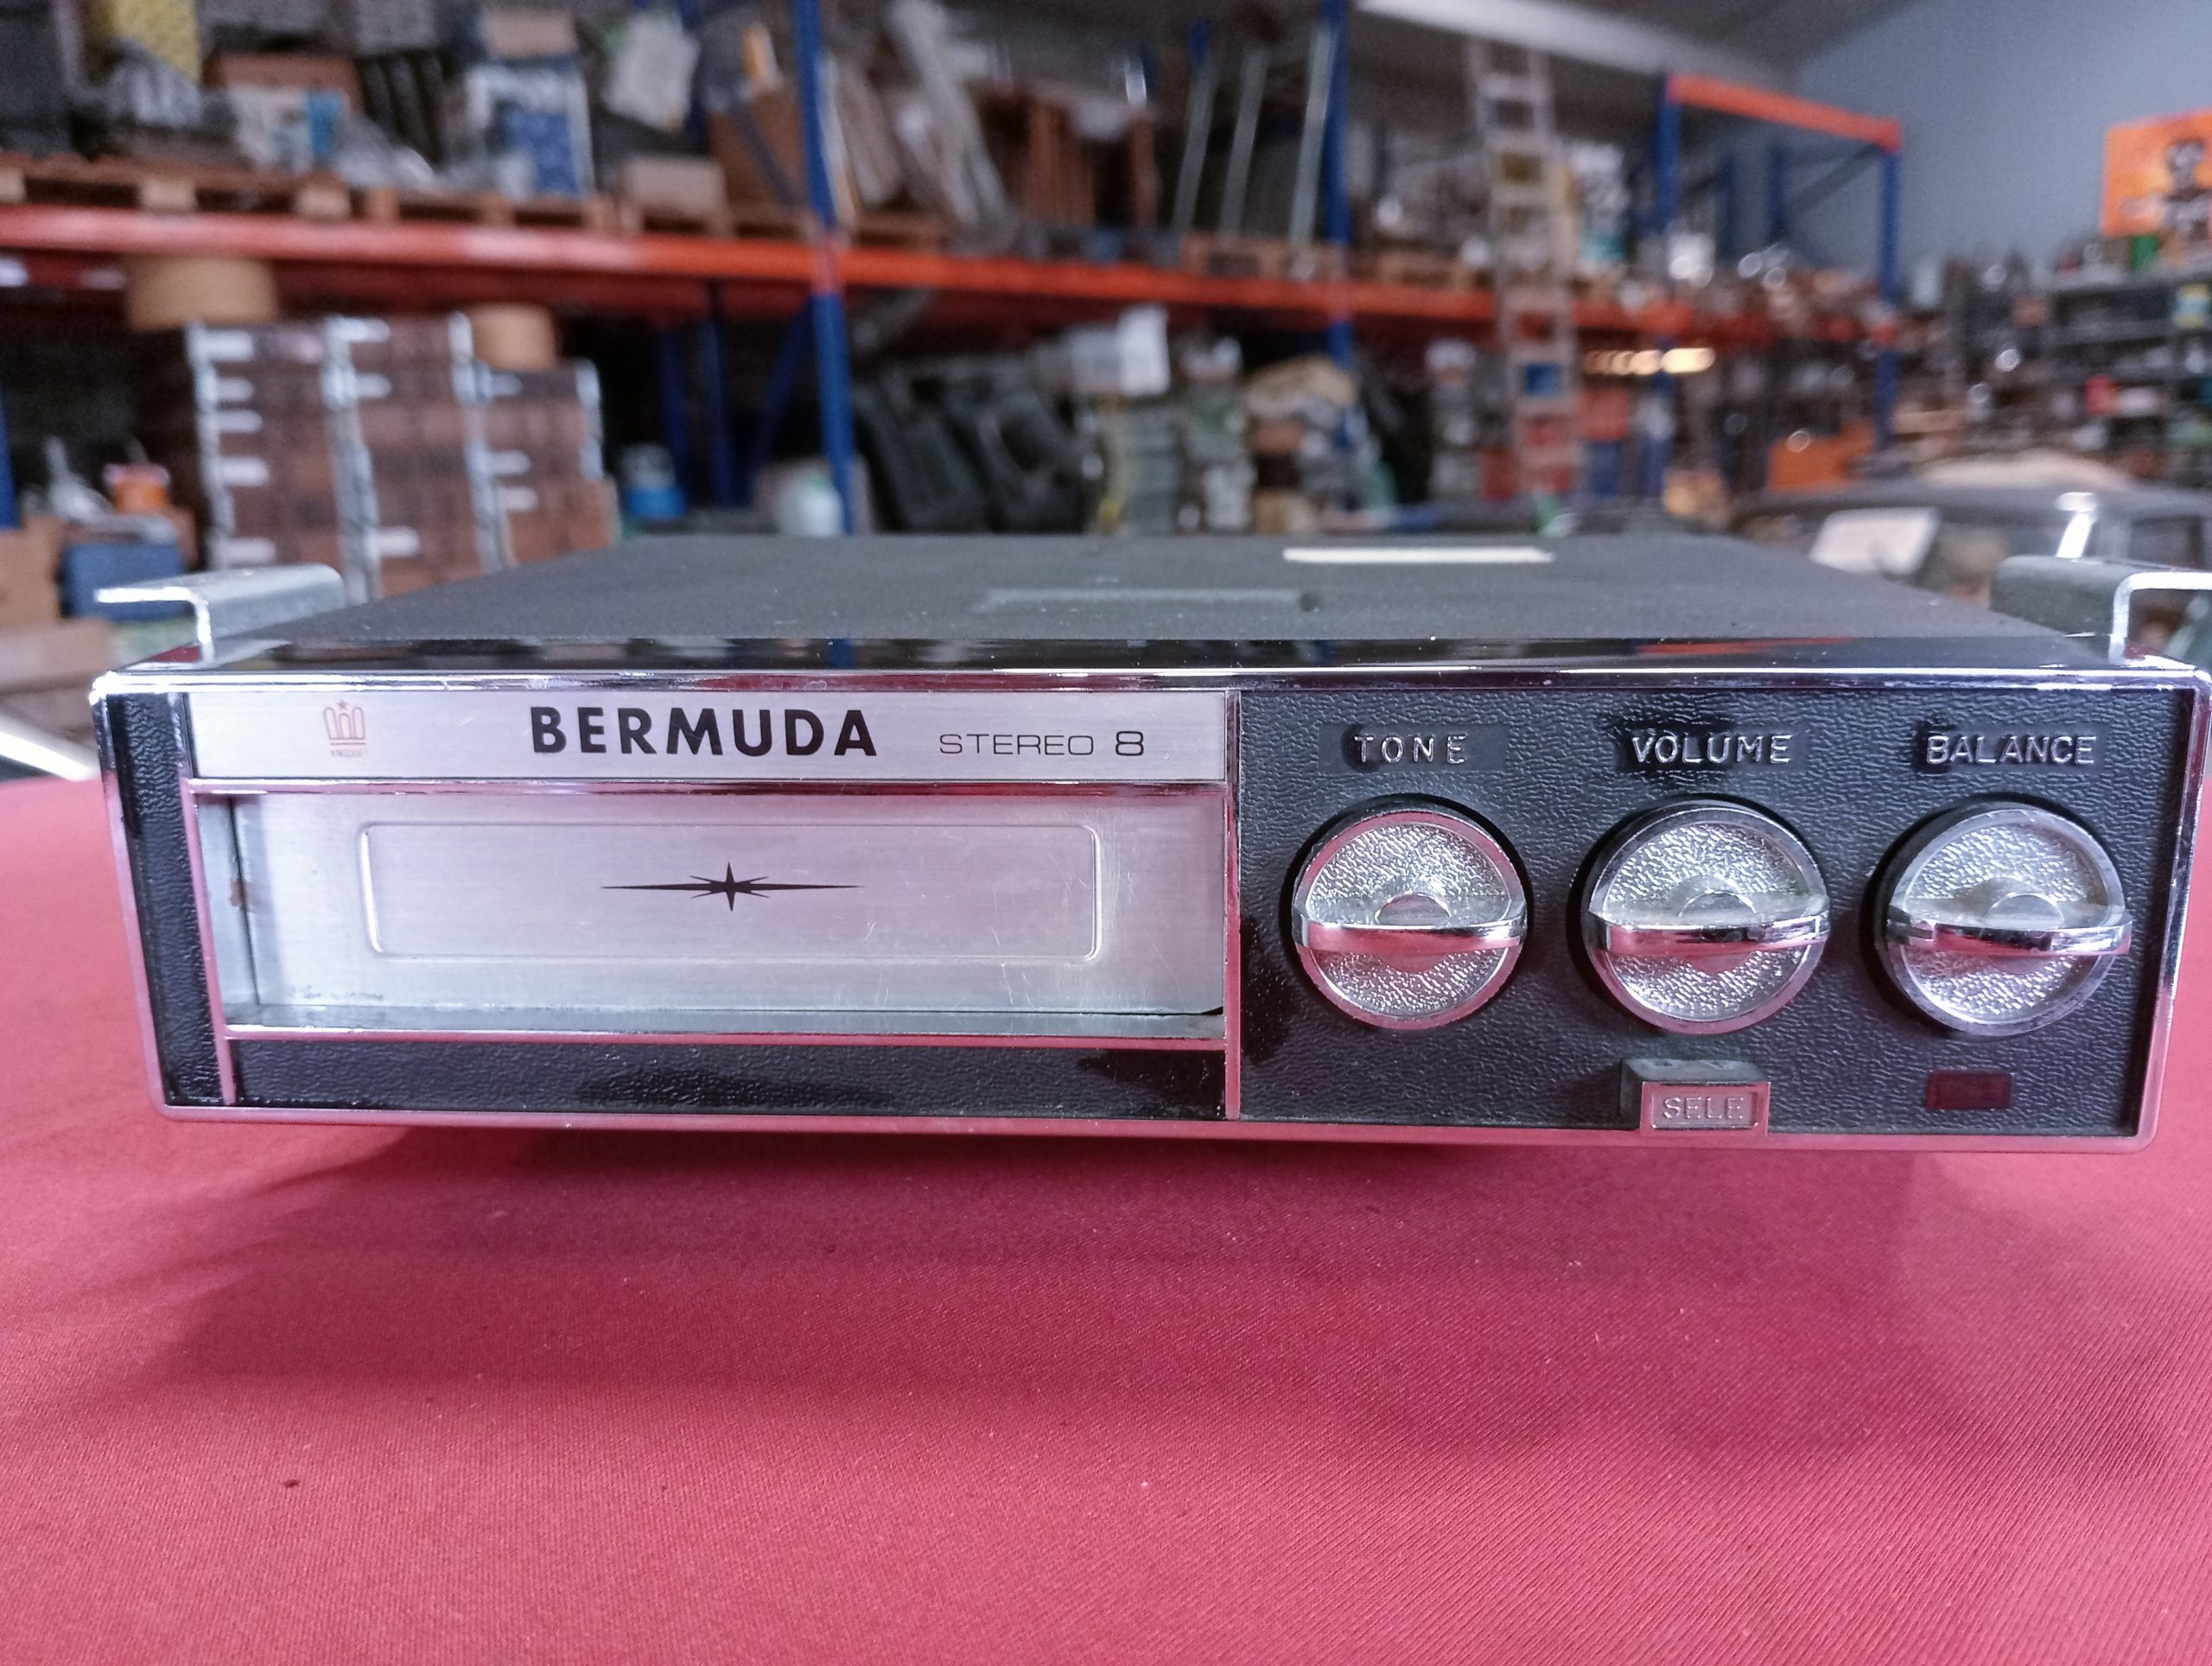 BERMUDA STEREO 8
TONE VOLUME BALANCE
SELE